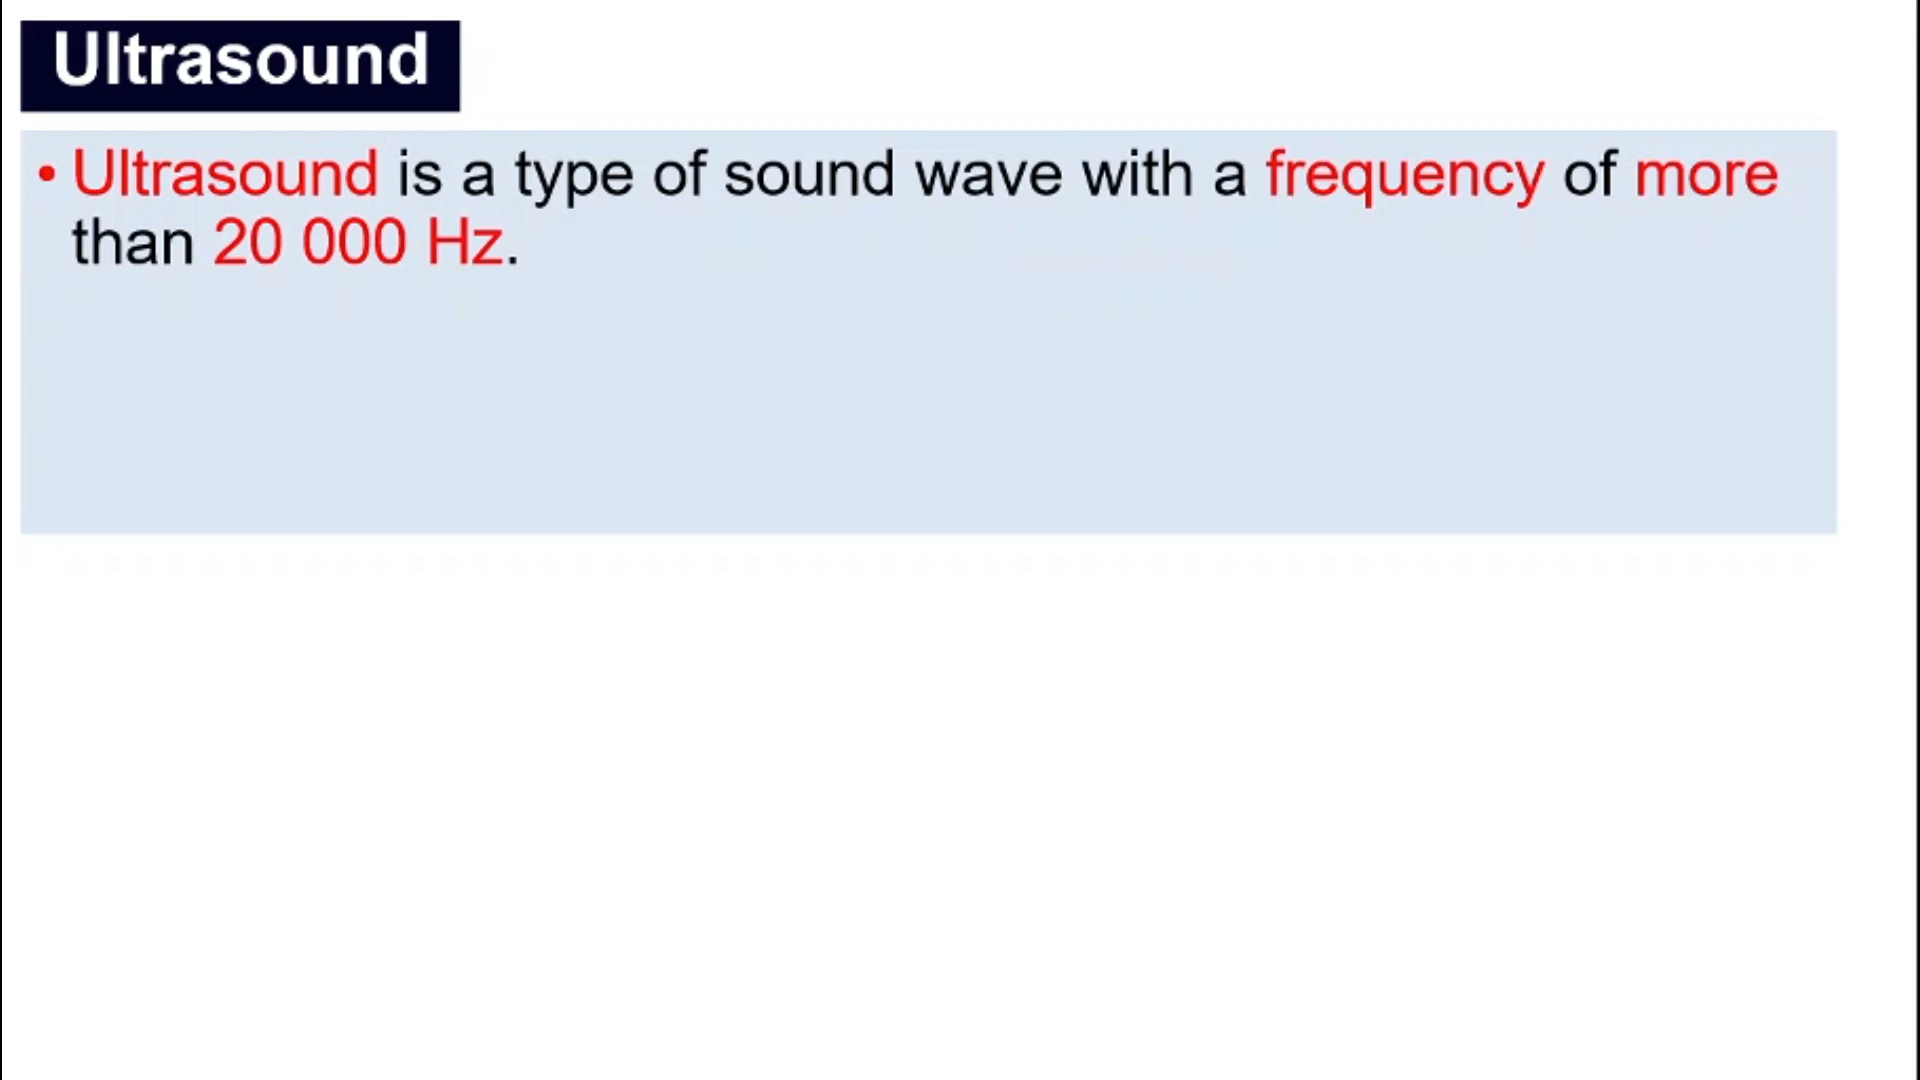 Ultrasound
• Ultrasound is a type of sound wave with a frequency of more
than 20 000 Hz.